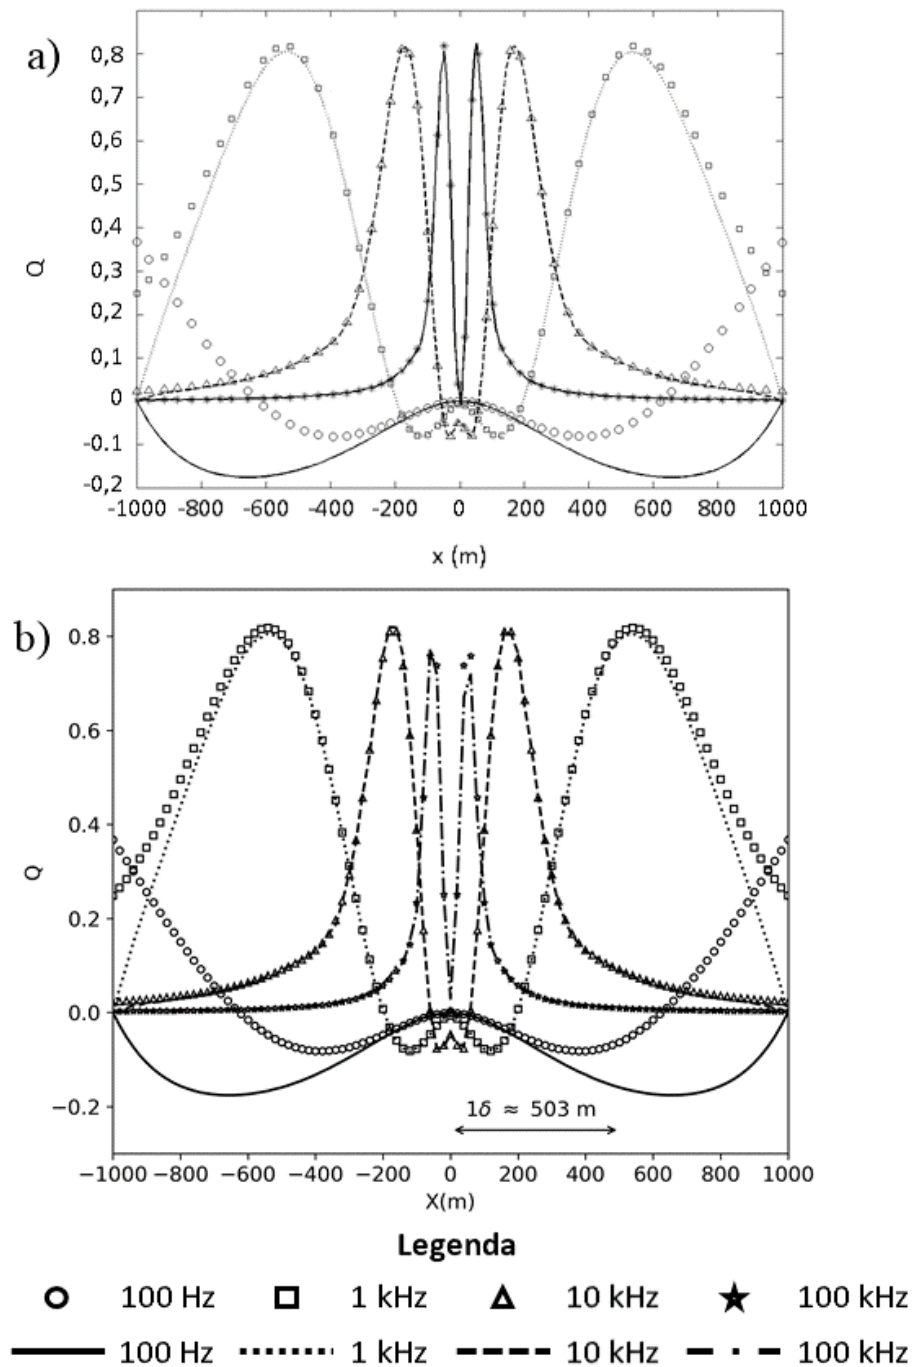 a)
0,8
0,7
0,6
0,5
0,4
0,3
0,2
0,1
0
-0.1
-0,2
Q
-1000 -800 -600 -400 -200 0 200 400 600 800 1000
x (m)
b)
0.8
0.6
0.4
0.2
0.0
−0.2
Q
1δ ≈ 503 m
−1000 −800 −600 −400 −200 0 200 400 600 800 1000
X(m)
Legenda
100 Hz 1 kHz 10 kHz 100 kHz
100 Hz 1 kHz 10 kHz 100 kHz